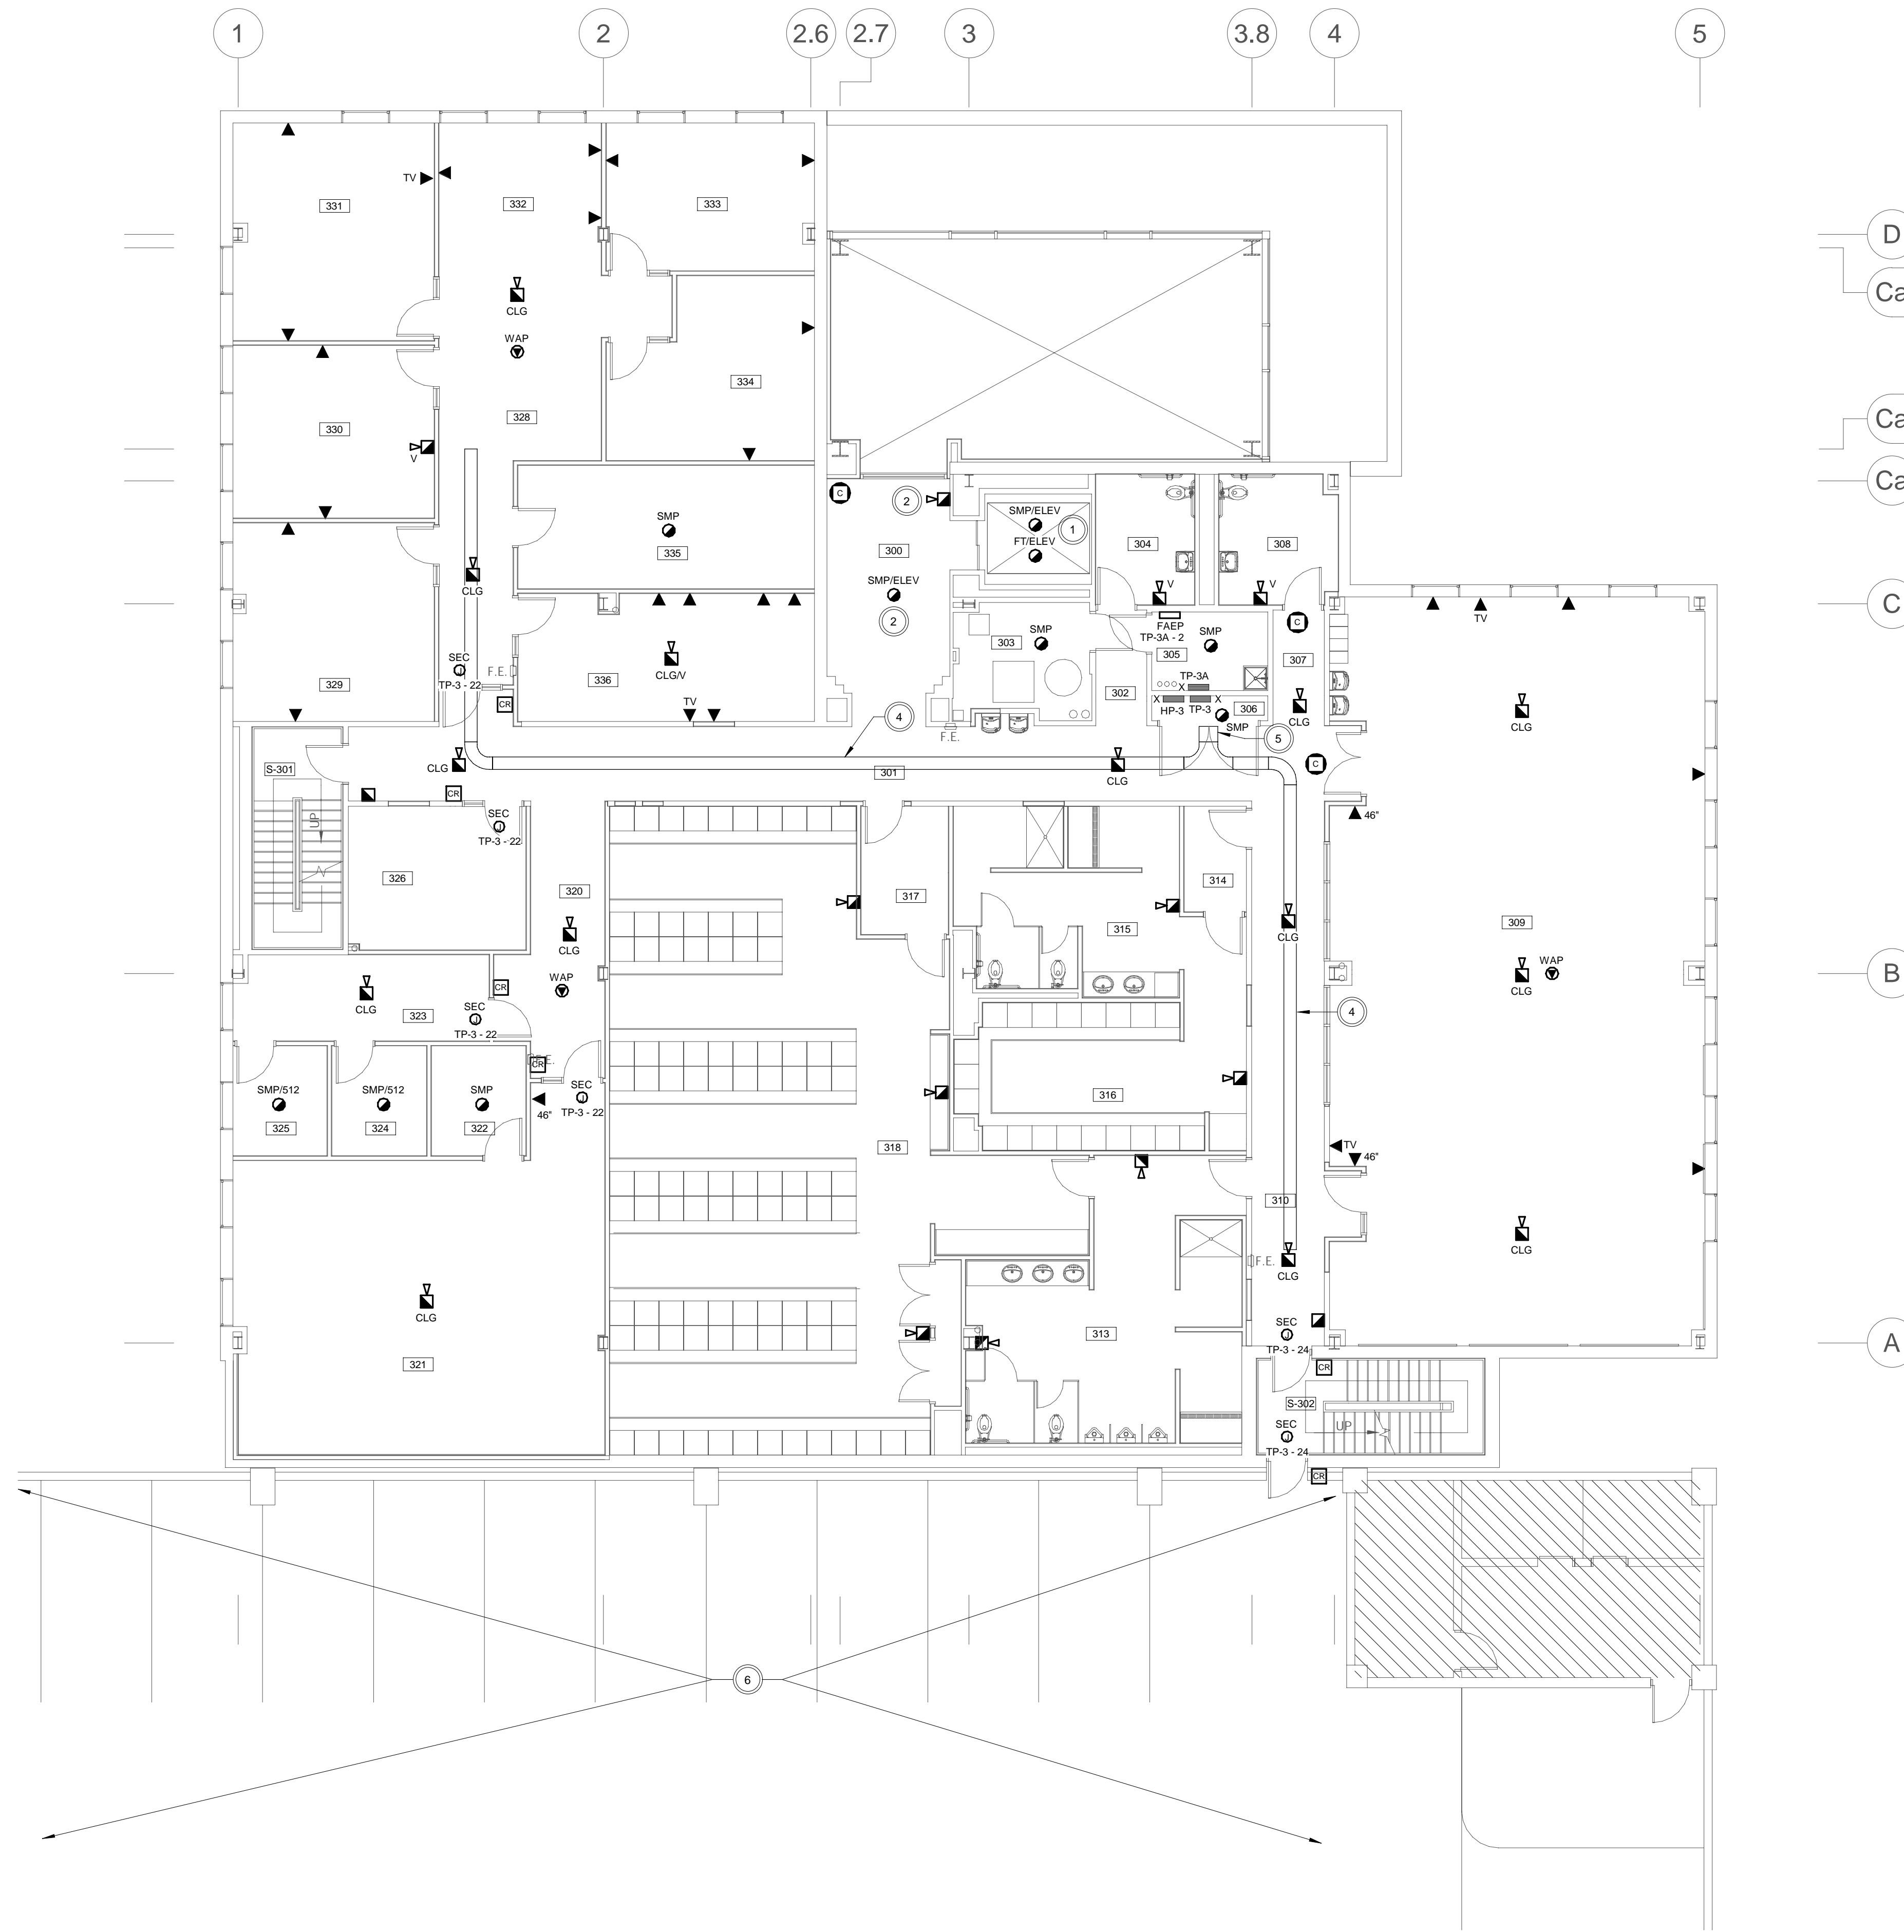 1
2
2.6
2.7
3
3.8
4
5
D
Ca
Ca
Ca
C
B
A
TV
331
332
333
CLG
WAP
334
328
330
V
C
2
SMP/ELEV
1
FT/ELEV
SMP
335
300
304
308
SMP/ELEV
2
CLG
V
V
C
FAEP
TP-3A - 2
SMP
TV
303
SMP
305
307
SEC
TP-3 - 22
F.E.
CLG/V
329
336
TV
CR
302
TP-3A
X
X
X
HP-3
TP-3
306
SMP
CLG
CLG
4
F.E.
5
S-301
CLG
301
CLG
C
CR
UP
SEC
TP-3 - 22
46"
326
320
317
314
CLG
315
CLG
309
WAP
CR
CLG
WAP
CLG
323
SEC
TP-3 - 22
4
F.E.
CR
SMP/512
SMP/512
SMP
SEC
TP-3 - 22
46"
325
324
322
316
318
TV
46"
310
CLG
F.E.
CLG
CLG
321
313
SEC
TP-3 - 24
CR
S-302
UP
SEC
TP-3 - 24
CR
6